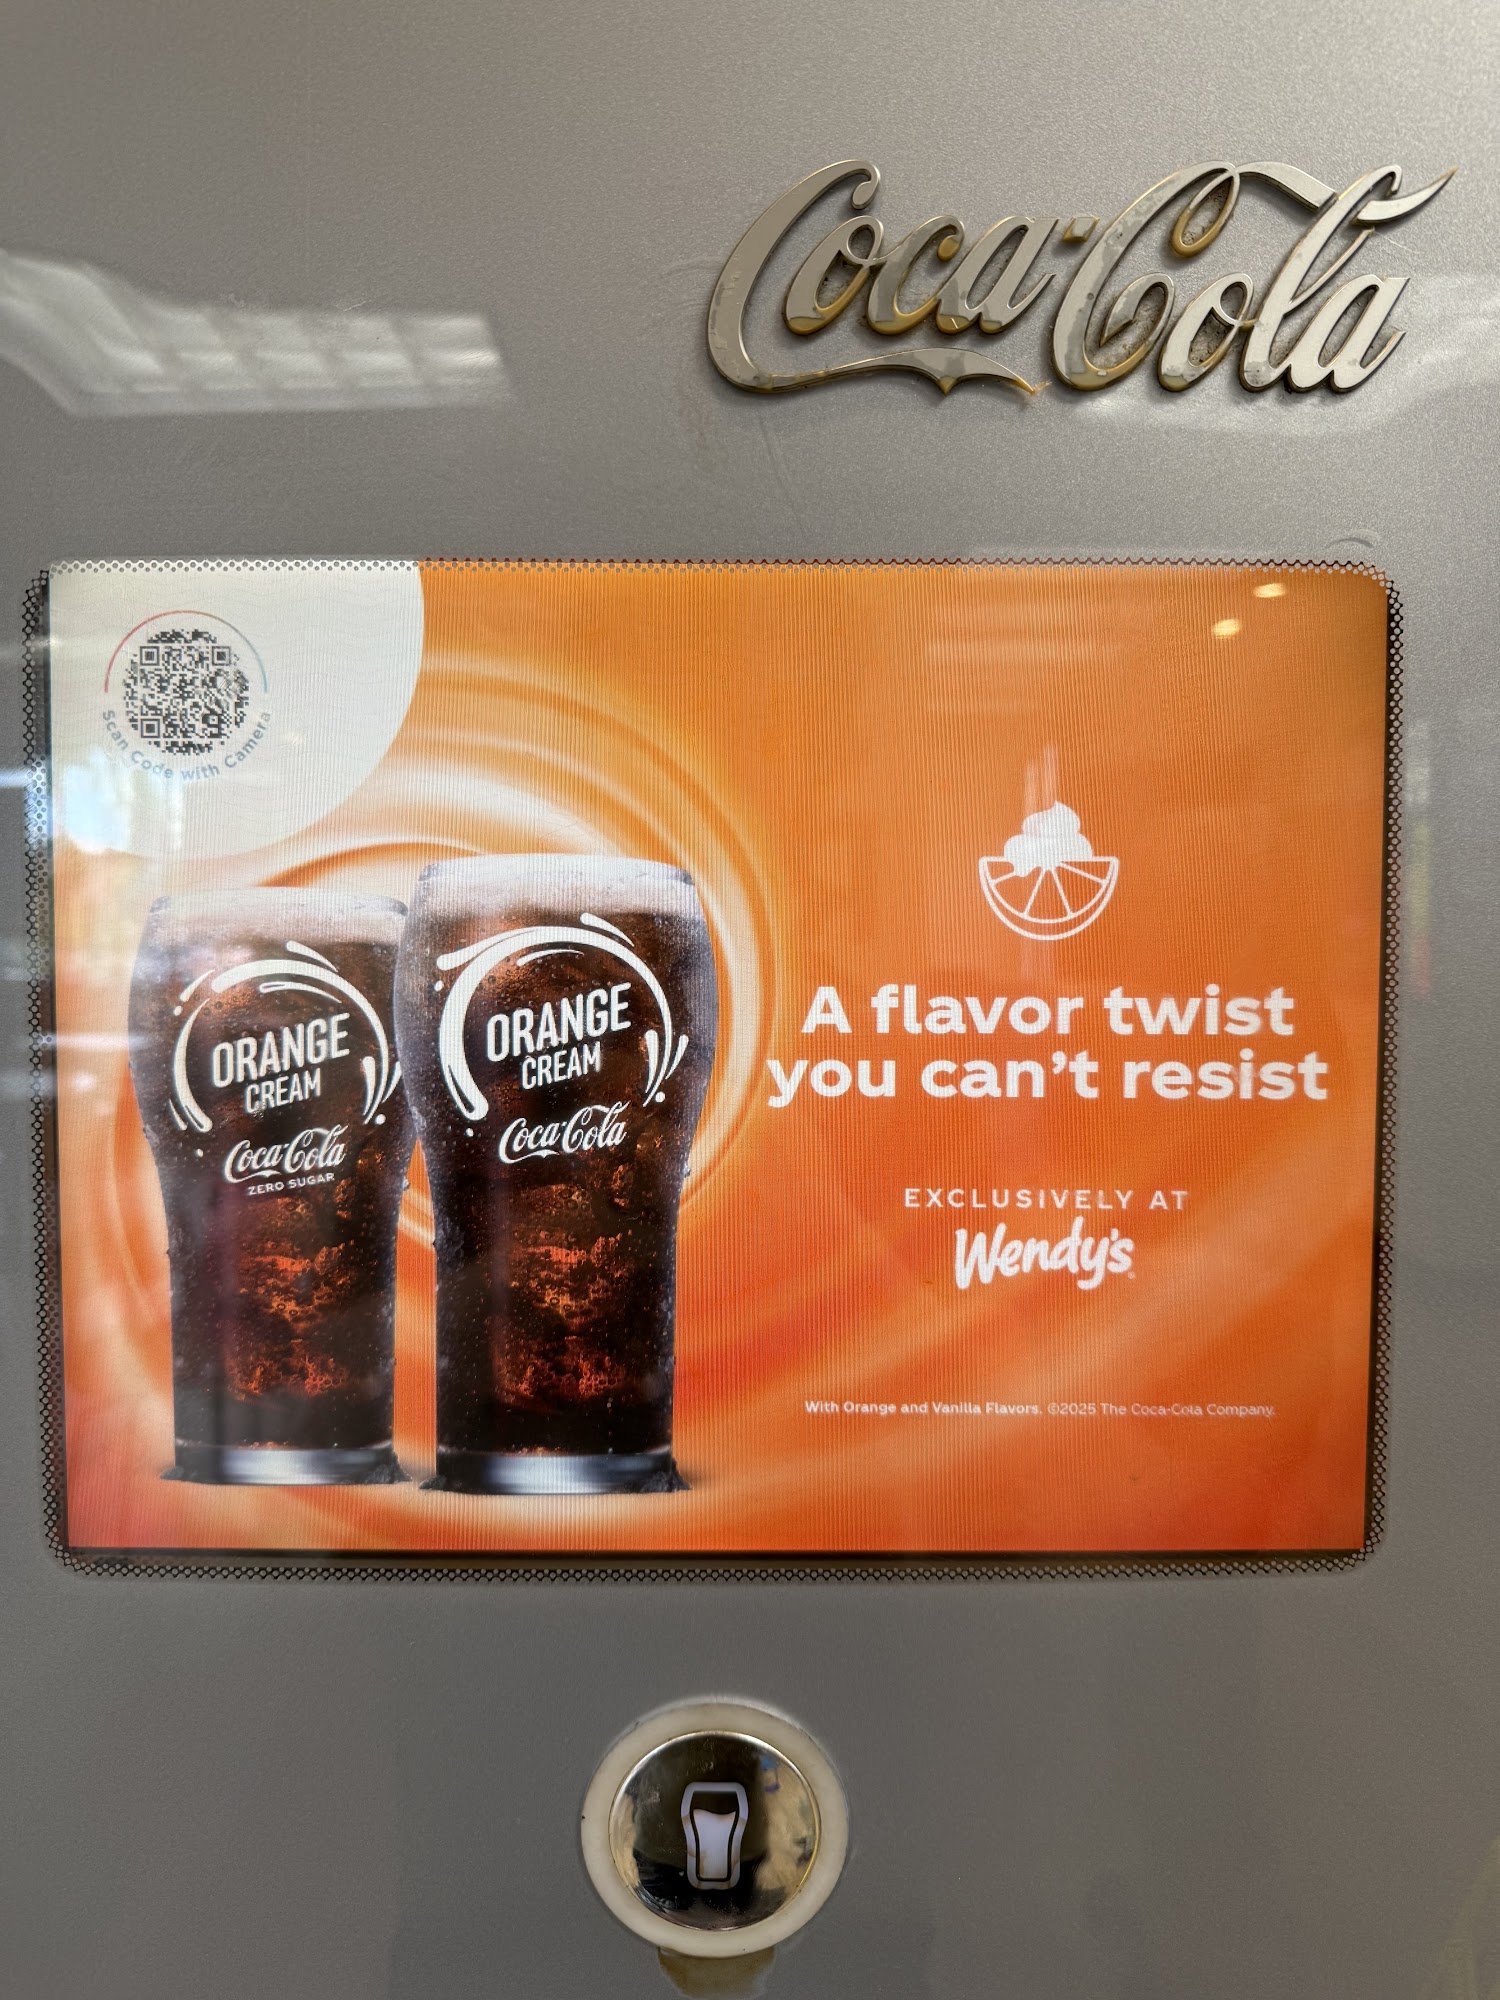 Coca-Cola
Scan Code with Camera
ORANGE
CREAM
Coca-Cola
ZERO SUGAR
ORANGE
CREAM
Coca-Cola
A flavor twist
you can't resist
EXCLUSIVELY AT
Wendy's
With Orange and Vanilla Flavors. ©2025 The Coca-Cola Company.